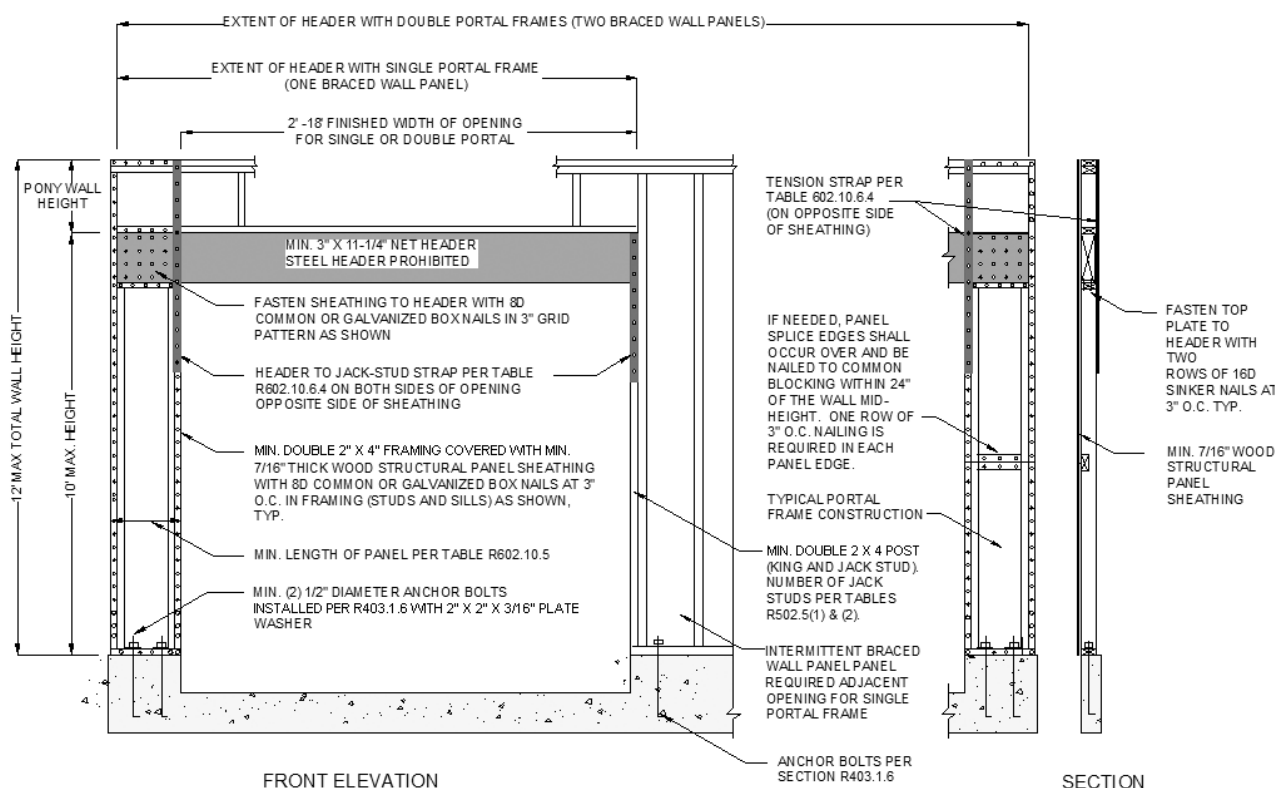 EXTENT OF HEADER WITH DOUBLE PORTAL FRAMES (TWO BRACED WALL PANELS)
EXTENT OF HEADER WITH SINGLE PORTAL FRAME
(ONE BRACED WALL PANEL)
2' -18' FINISHED WIDTH OF OPENING
FOR SINGLE OR DOUBLE PORTAL
PONY WALL
HEIGHT
12' MAX TOTAL WALL HEIGHT
10' MAX. HEIGHT
MIN. 3" X 11-1/4" NET HEADER
STEEL HEADER PROHIBITED
FASTEN SHEATHING TO HEADER WITH 8D
COMMON OR GALVANIZED BOX NAILS IN 3" GRID
PATTERN AS SHOWN
HEADER TO JACK-STUD STRAP PER TABLE
R602.10.6.4 ON BOTH SIDES OF OPENING
OPPOSITE SIDE OF SHEATHING
MIN. DOUBLE 2" X 4" FRAMING COVERED WITH MIN.
7/16" THICK WOOD STRUCTURAL PANEL SHEATHING
WITH 8D COMMON OR GALVANIZED BOX NAILS AT 3"
O.C. IN FRAMING (STUDS AND SILLS) AS SHOWN,
TYP.
MIN. LENGTH OF PANEL PER TABLE R602.10.5
MIN. (2) 1/2" DIAMETER ANCHOR BOLTS
INSTALLED PER R403.1.6 WITH 2" X 2" X 3/16" PLATE
WASHER
TENSION STRAP PER
TABLE 602.10.6.4
(ON OPPOSITE SIDE
OF SHEATHING)
IF NEEDED, PANEL
SPLICE EDGES SHALL
OCCUR OVER AND BE
NAILED TO COMMON
BLOCKING WITHIN 24"
OF THE WALL MID-
HEIGHT. ONE ROW OF
3" O.C. NAILING IS
REQUIRED IN EACH
PANEL EDGE.
TYPICAL PORTAL
FRAME CONSTRUCTION
MIN. DOUBLE 2 X 4 POST
(KING AND JACK STUD).
NUMBER OF JACK
STUDS PER TABLES
R502.5(1) & (2).
INTERMITTENT BRACED
WALL PANEL PANEL
REQUIRED ADJACENT
OPENING FOR SINGLE
PORTAL FRAME
ANCHOR BOLTS PER
SECTION R403.1.6
FASTEN TOP
PLATE TO
HEADER WITH
TWO
ROWS OF 16D
SINKER NAILS AT
3" O.C. TYP.
MIN. 7/16" WOOD
STRUCTURAL
PANEL
SHEATHING
FRONT ELEVATION
SECTION